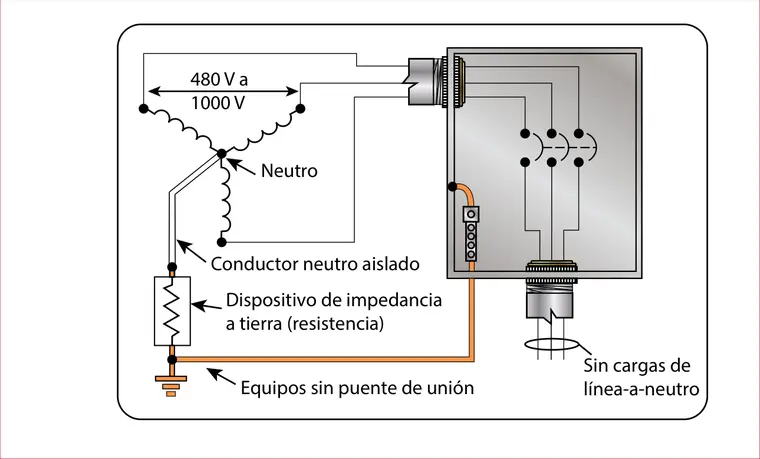 480 V a
1000 V
Neutro
Conductor neutro aislado
Dispositivo de impedancia
a tierra (resistencia)
Equipos sin puente de unión
Sin cargas de
línea-a-neutro